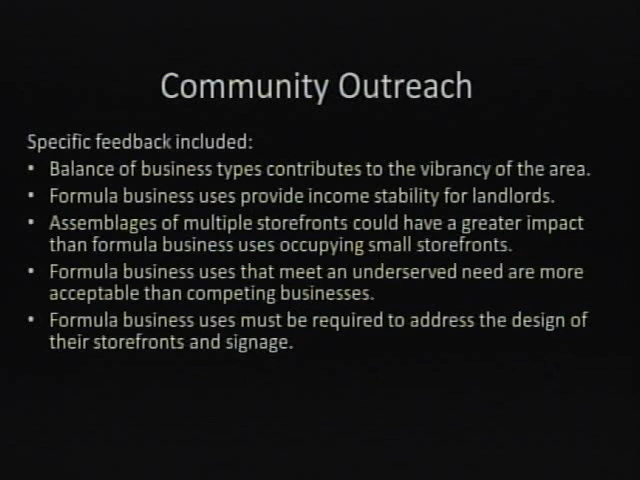 Community Outreach
Specific feedback included:
• Balance of business types contributes to the vibrancy of the area.
• Formula business uses provide income stability for landlords.
• Assemblages of multiple storefronts could have a greater impact
than formula business uses occupying small storefronts.
• Formula business uses that meet an underserved need are more
acceptable than competing businesses.
• Formula business uses must be required to address the design of
their storefronts and signage.